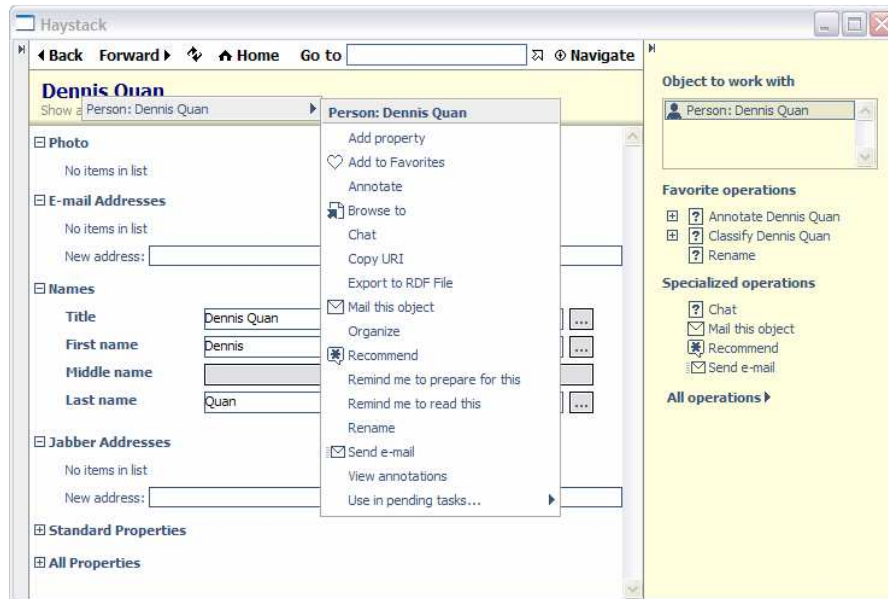 Haystack
Back Forward Home Go to Navigate
Dennis Quan
Show a
Person: Dennis Quan
Photo
No items in list
E-mail Addresses
No items in list
New address:
Names
Title Dennis Quan ...
First name Dennis ...
Middle name
Last name Quan ...
Jabber Addresses
No items in list
New address:
Standard Properties
All Properties
Person: Dennis Quan
Add property
Add to Favorites
Annotate
Browse to
Chat
Copy URI
Export to RDF File
Mail this object
Organize
Recommend
Remind me to prepare for this
Remind me to read this
Rename
Send e-mail
View annotations
Use in pending tasks...
Object to work with
Person: Dennis Quan
Favorite operations
Annotate Dennis Quan
Classify Dennis Quan
Rename
Specialized operations
Chat
Mail this object
Recommend
Send e-mail
All operations